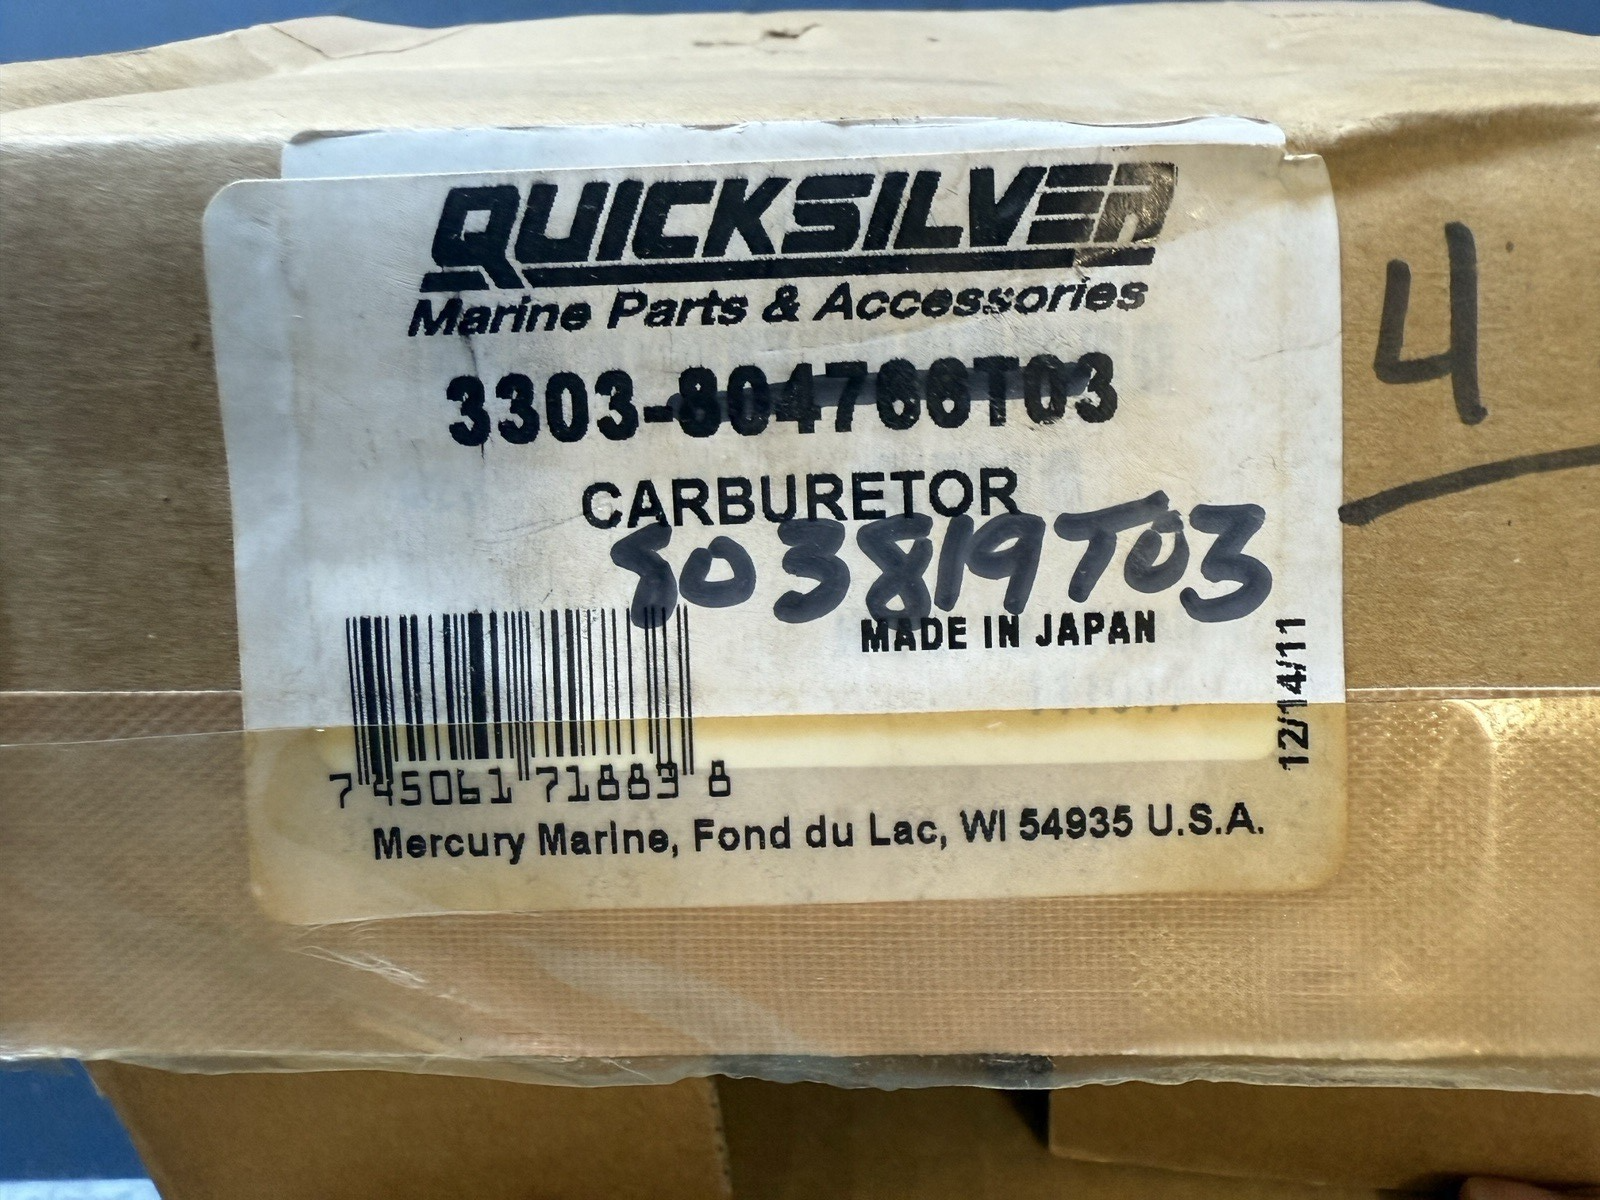 QUICKSILVER
Marine Parts & Accessories
3303-804766T03
CARBURETOR
803819T03
MADE IN JAPAN
12/14/11
7 45061 71883 8
Mercury Marine, Fond du Lac, WI 54935 U.S.A.
4